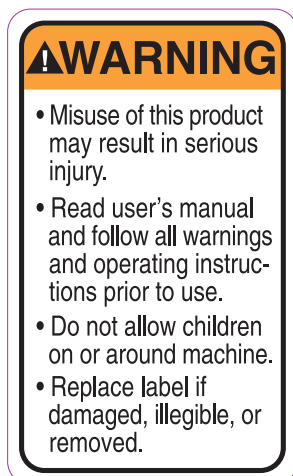 WARNING
• Misuse of this product
may result in serious
injury.
• Read user's manual
and follow all warnings
and operating instruc-
tions prior to use.
• Do not allow children
on or around machine.
• Replace label if
damaged, illegible, or
removed.